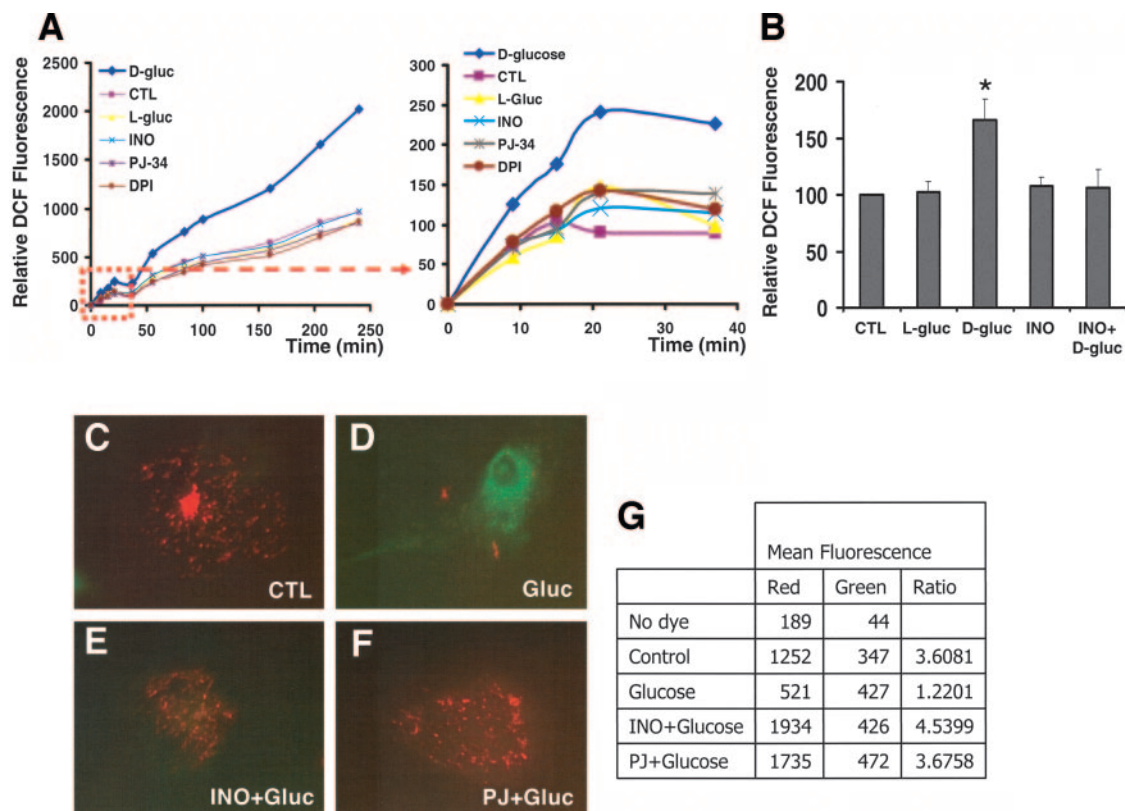 A
Relative DCF Fluorescence
2500
2000
1500
1000
500
0
D-gluc
CTL
L-gluc
INO
PJ-34
DPI
0 50 100 150 200 250
Time (min)
300
250
200
150
100
50
0
D-glucose
CTL
L-Gluc
INO
PJ-34
DPI
0 10 20 30 40
Time (min)
B
Relative DCF Fluorescence
200
150
100
50
0
*
CTL L-gluc D-gluc INO INO+
D-gluc
C
CTL
D
Gluc
E
INO+Gluc
F
PJ+Gluc
G
Mean Fluorescence
Red Green Ratio
No dye 189 44
Control 1252 347 3.6081
Glucose 521 427 1.2201
INO+Glucose 1934 426 4.5399
PJ+Glucose 1735 472 3.6758